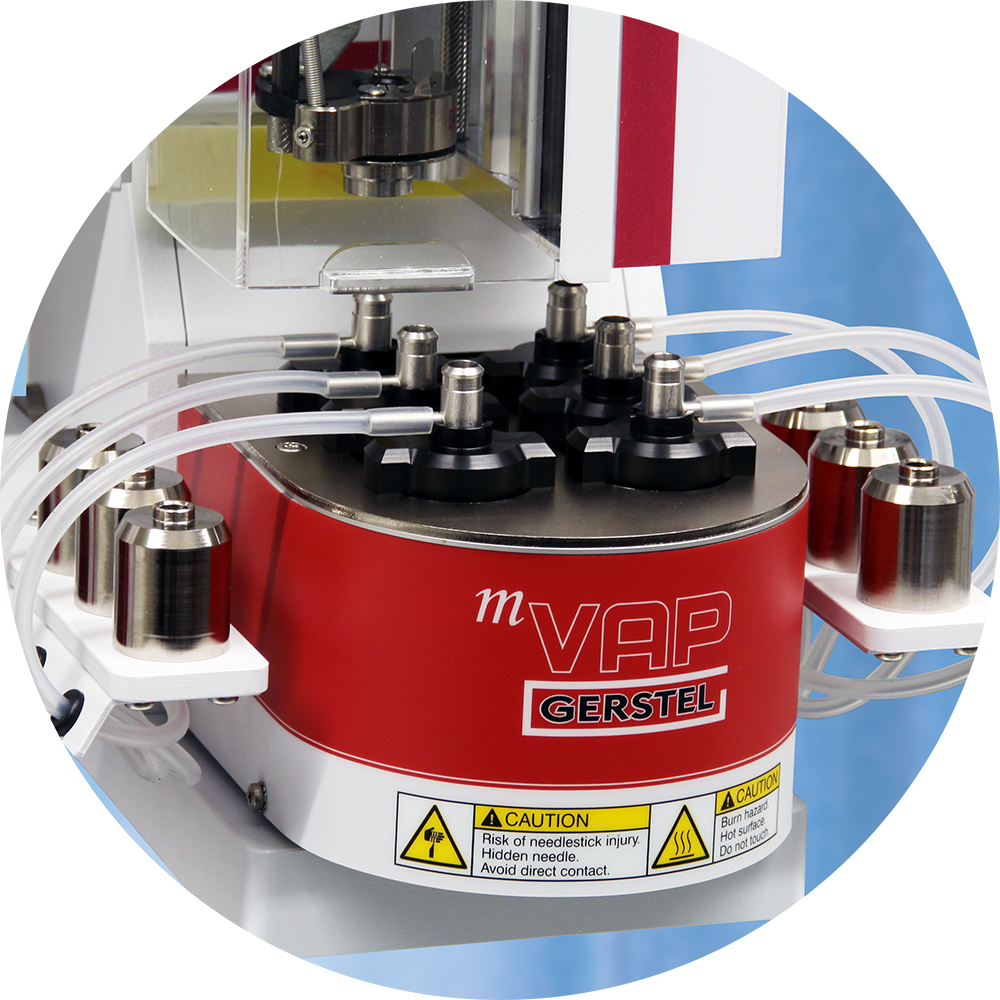 m VAP
GERSTEL
CAUTION
Risk of needlestick injury.
Hidden needle.
Avoid direct contact.
CAUTION
Burn hazard.
Hot surface.
Do not touch.